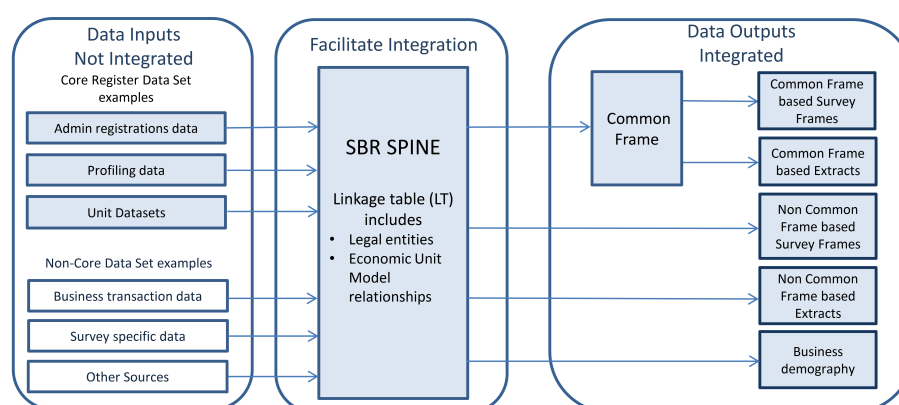 Data Inputs
Not Integrated
Core Register Data Set
examples
Admin registrations data
Profiling data
Unit Datasets
Non-Core Data Set examples
Business transaction data
Survey specific data
Other Sources
Facilitate Integration
SBR SPINE
Linkage table (LT)
includes
• Legal entities
• Economic Unit
Model
relationships
Data Outputs
Integrated
Common
Frame
Common Frame
based Survey
Frames
Common Frame
based Extracts
Non Common
Frame based
Survey Frames
Non Common
Frame based
Extracts
Business
demography